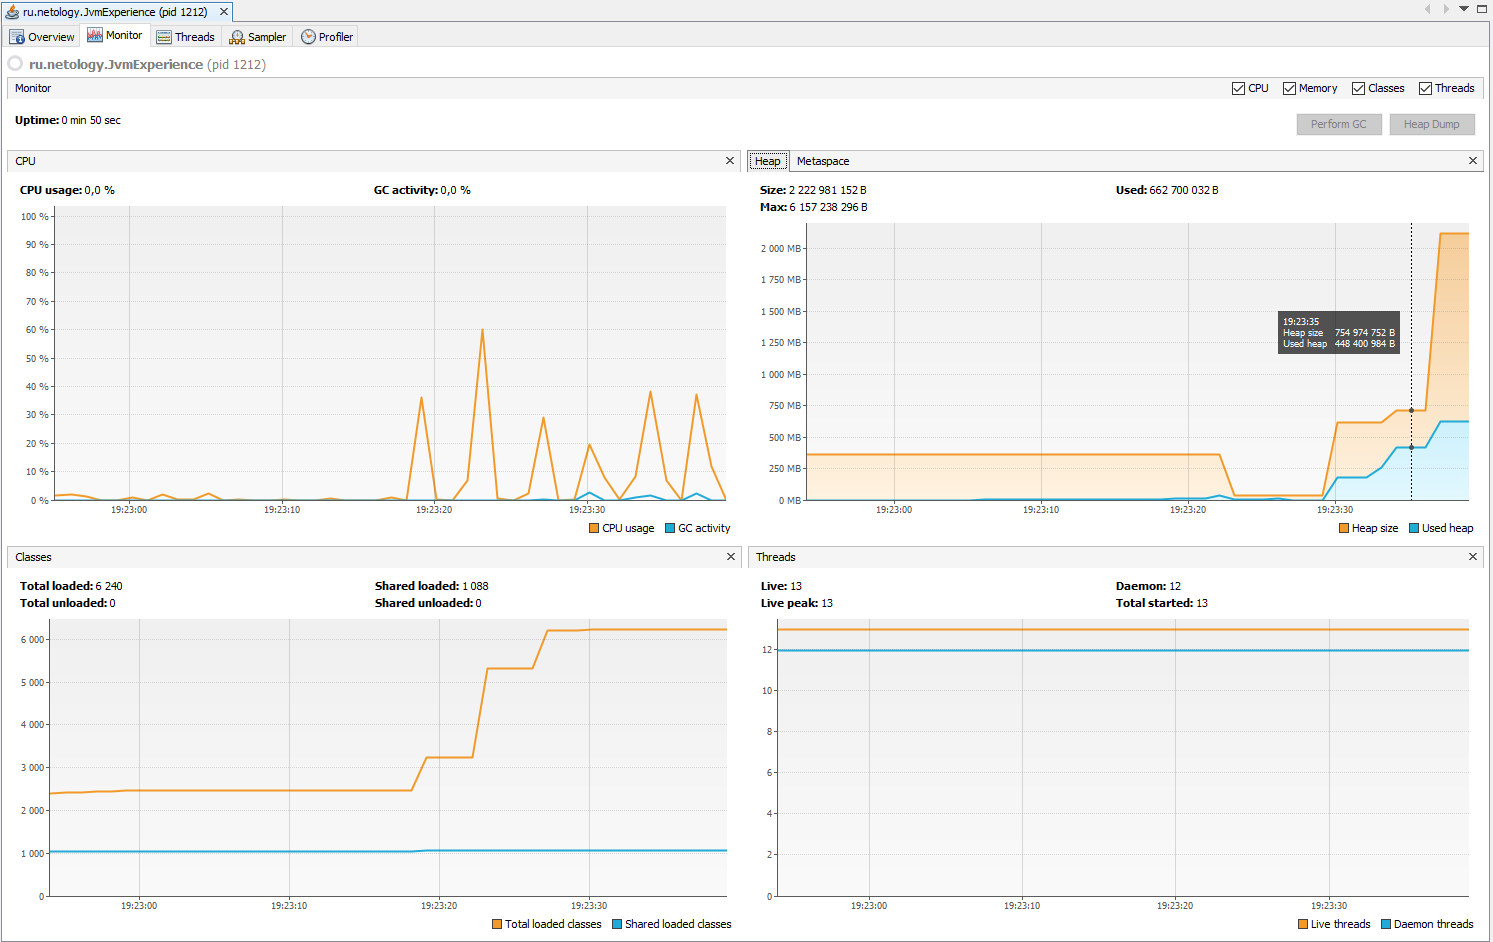 ru.netology.JvmExperience (pid 1212)
Overview Monitor Threads Sampler Profiler
ru.netology.JvmExperience (pid 1212)
Monitor CPU Memory Classes Threads
Uptime: 0 min 50 sec
Perform GC Heap Dump
CPU
CPU usage: 0,0 % GC activity: 0,0 %
100 %
90 %
80 %
70 %
60 %
50 %
40 %
30 %
20 %
10 %
0 %
19:23:00 19:23:10 19:23:20 19:23:30
CPU usage GC activity
Heap Metaspace
Size: 2 222 981 152 B Used: 662 700 032 B
Max: 6 157 238 296 B
2 000 MB
1 750 MB
1 500 MB
1 250 MB
1 000 MB
750 MB
500 MB
250 MB
0 MB
19:23:35
Heap size 754 974 752 B
Used heap 448 400 984 B
19:23:00 19:23:10 19:23:20 19:23:30
Heap size Used heap
Classes
Total loaded: 6 240 Shared loaded: 1 088
Total unloaded: 0 Shared unloaded: 0
6 000
5 000
4 000
3 000
2 000
1 000
0
19:23:00 19:23:10 19:23:20 19:23:30
Total loaded classes Shared loaded classes
Threads
Live: 13 Daemon: 12
Live peak: 13 Total started: 13
12
10
8
6
4
2
0
19:23:00 19:23:10 19:23:20 19:23:30
Live threads Daemon threads